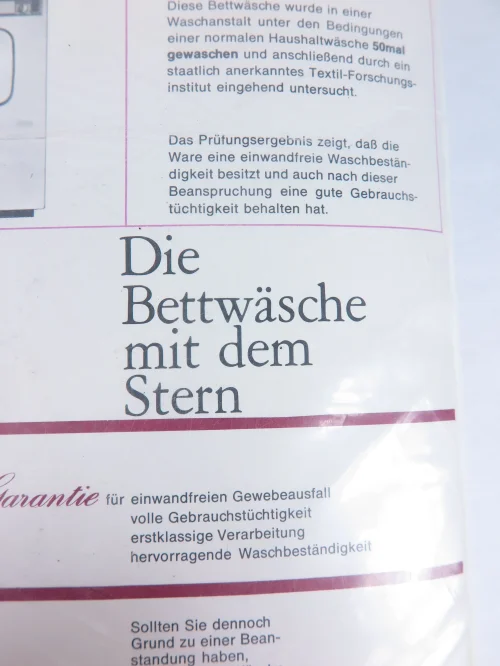 Diese Bettwäsche wurde in einer
Waschanstalt unter den Bedingungen
einer normalen Haushaltwäsche 50mal
gewaschen und anschließend durch ein
staatlich anerkanntes Textil-Forschungs-
institut eingehend untersucht.
Das Prüfungsergebnis zeigt, daß die
Ware eine einwandfreie Waschbestän-
digkeit besitzt und auch nach dieser
Beanspruchung eine gute Gebrauchs-
tüchtigkeit behalten hat.
Die
Bettwäsche
mit dem
Stern
Garantie für einwandfreien Gewebeausfall
volle Gebrauchstüchtigkeit
erstklassige Verarbeitung
hervorragende Waschbeständigkeit
Sollten Sie dennoch
Grund zu einer Bean-
standung haben,